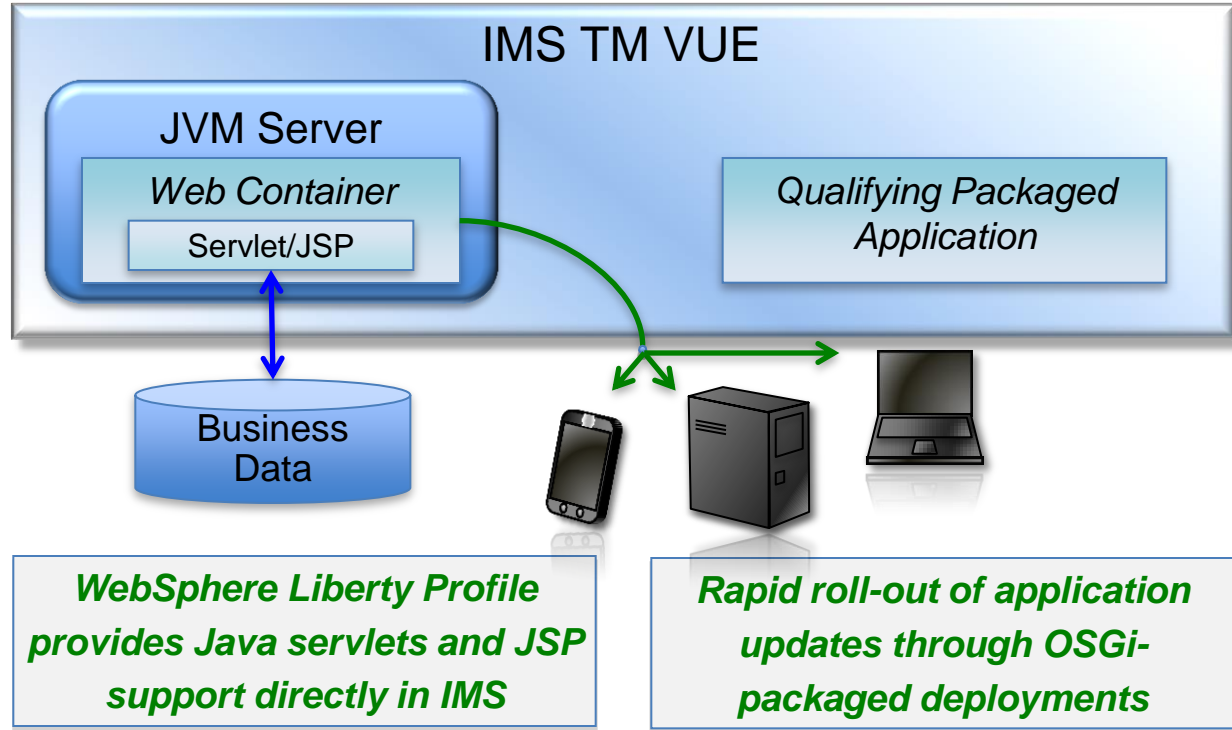 IMS TM VUE
JVM Server
Web Container
Servlet/JSP
Qualifying Packaged
Application
Business
Data
WebSphere Liberty Profile
provides Java servlets and JSP
support directly in IMS
Rapid roll-out of application
updates through OSGi-
packaged deployments